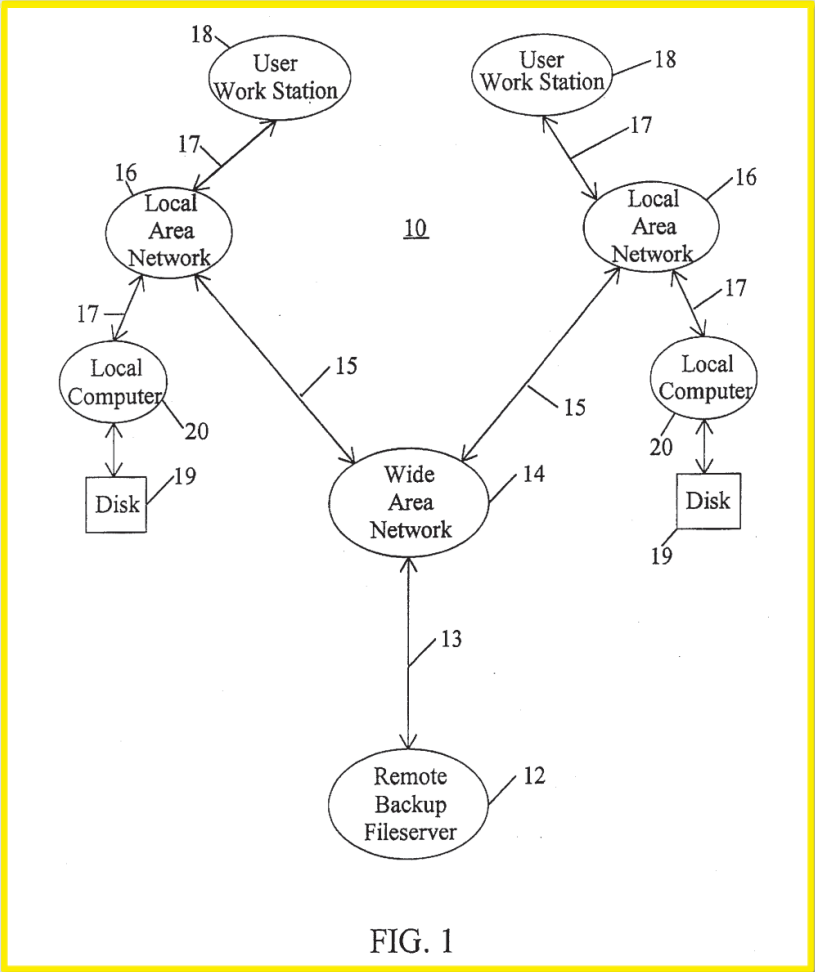 18
User
Work Station
User
Work Station
18
17
17
16
Local
Area
Network
10
Local
Area
Network
16
17
17
Local
Computer
20
15
15
Local
Computer
20
Disk
19
Wide
Area
Network
14
Disk
19
13
Remote
Backup
Fileserver
12
FIG. 1